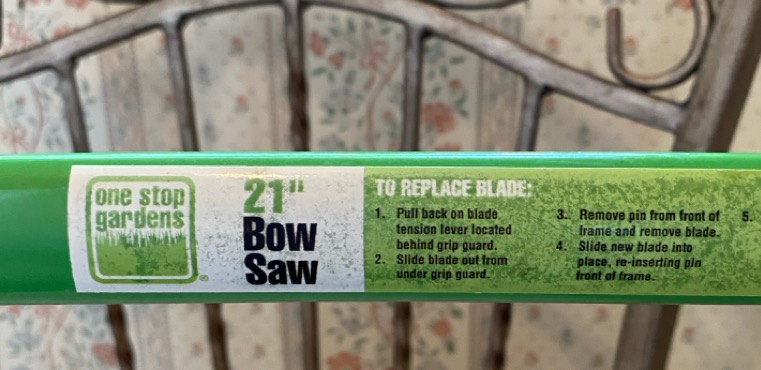 one stop
gardens
21"
Bow
Saw
TO REPLACE BLADE:
1. Pull back on blade
tension lever located
behind grip guard.
2. Slide blade out from
under grip guard.
3. Remove pin from front of
frame and remove blade.
4. Slide new blade into
place, re-inserting pin
front of frame.
5.